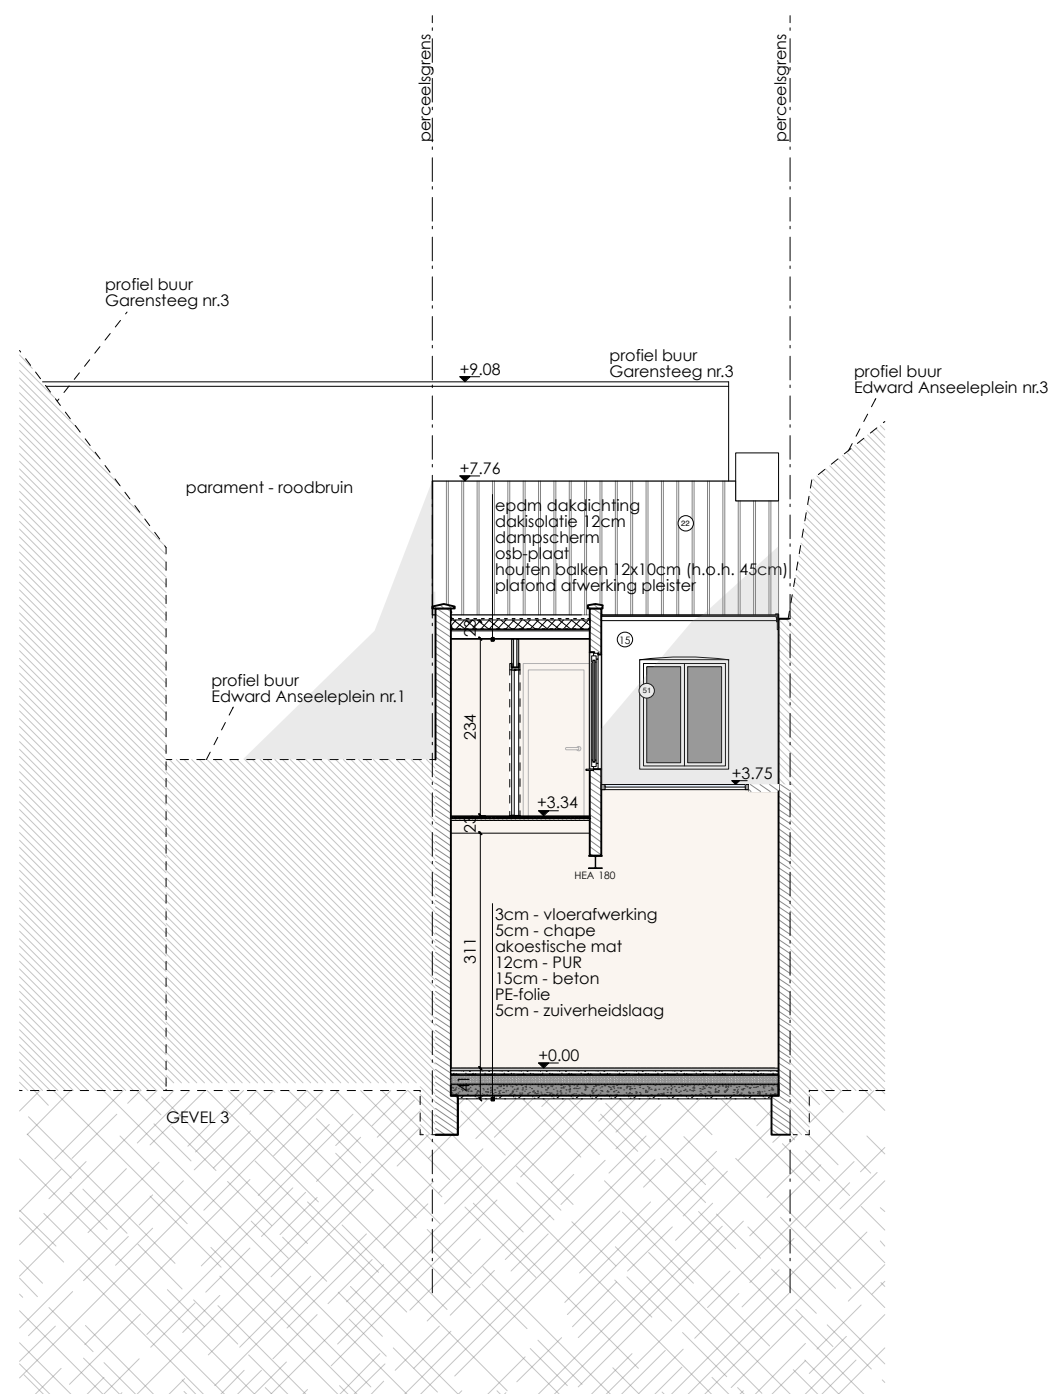 perceelsgrens
perceelsgrens
profiel buur
Garensteeg nr.3
+9.08
profiel buur
Garensteeg nr.3
profiel buur
Edward Anseeleplein nr.3
+7.76
parament - roodbruin
epdm dakdichting
dakisolatie 12cm
dampscherm
osb-plaat
houten balken 12x10cm (h.o.h. 45cm)
plafond afwerking pleister
22
15
51
profiel buur
Edward Anseeleplein nr.1
234
+3.75
+3.34
23
HEA 180
3cm - vloerafwerking
5cm - chape
akoestische mat
12cm - PUR
15cm - beton
PE-folie
5cm - zuiverheidslaag
311
+0.00
41
GEVEL 3